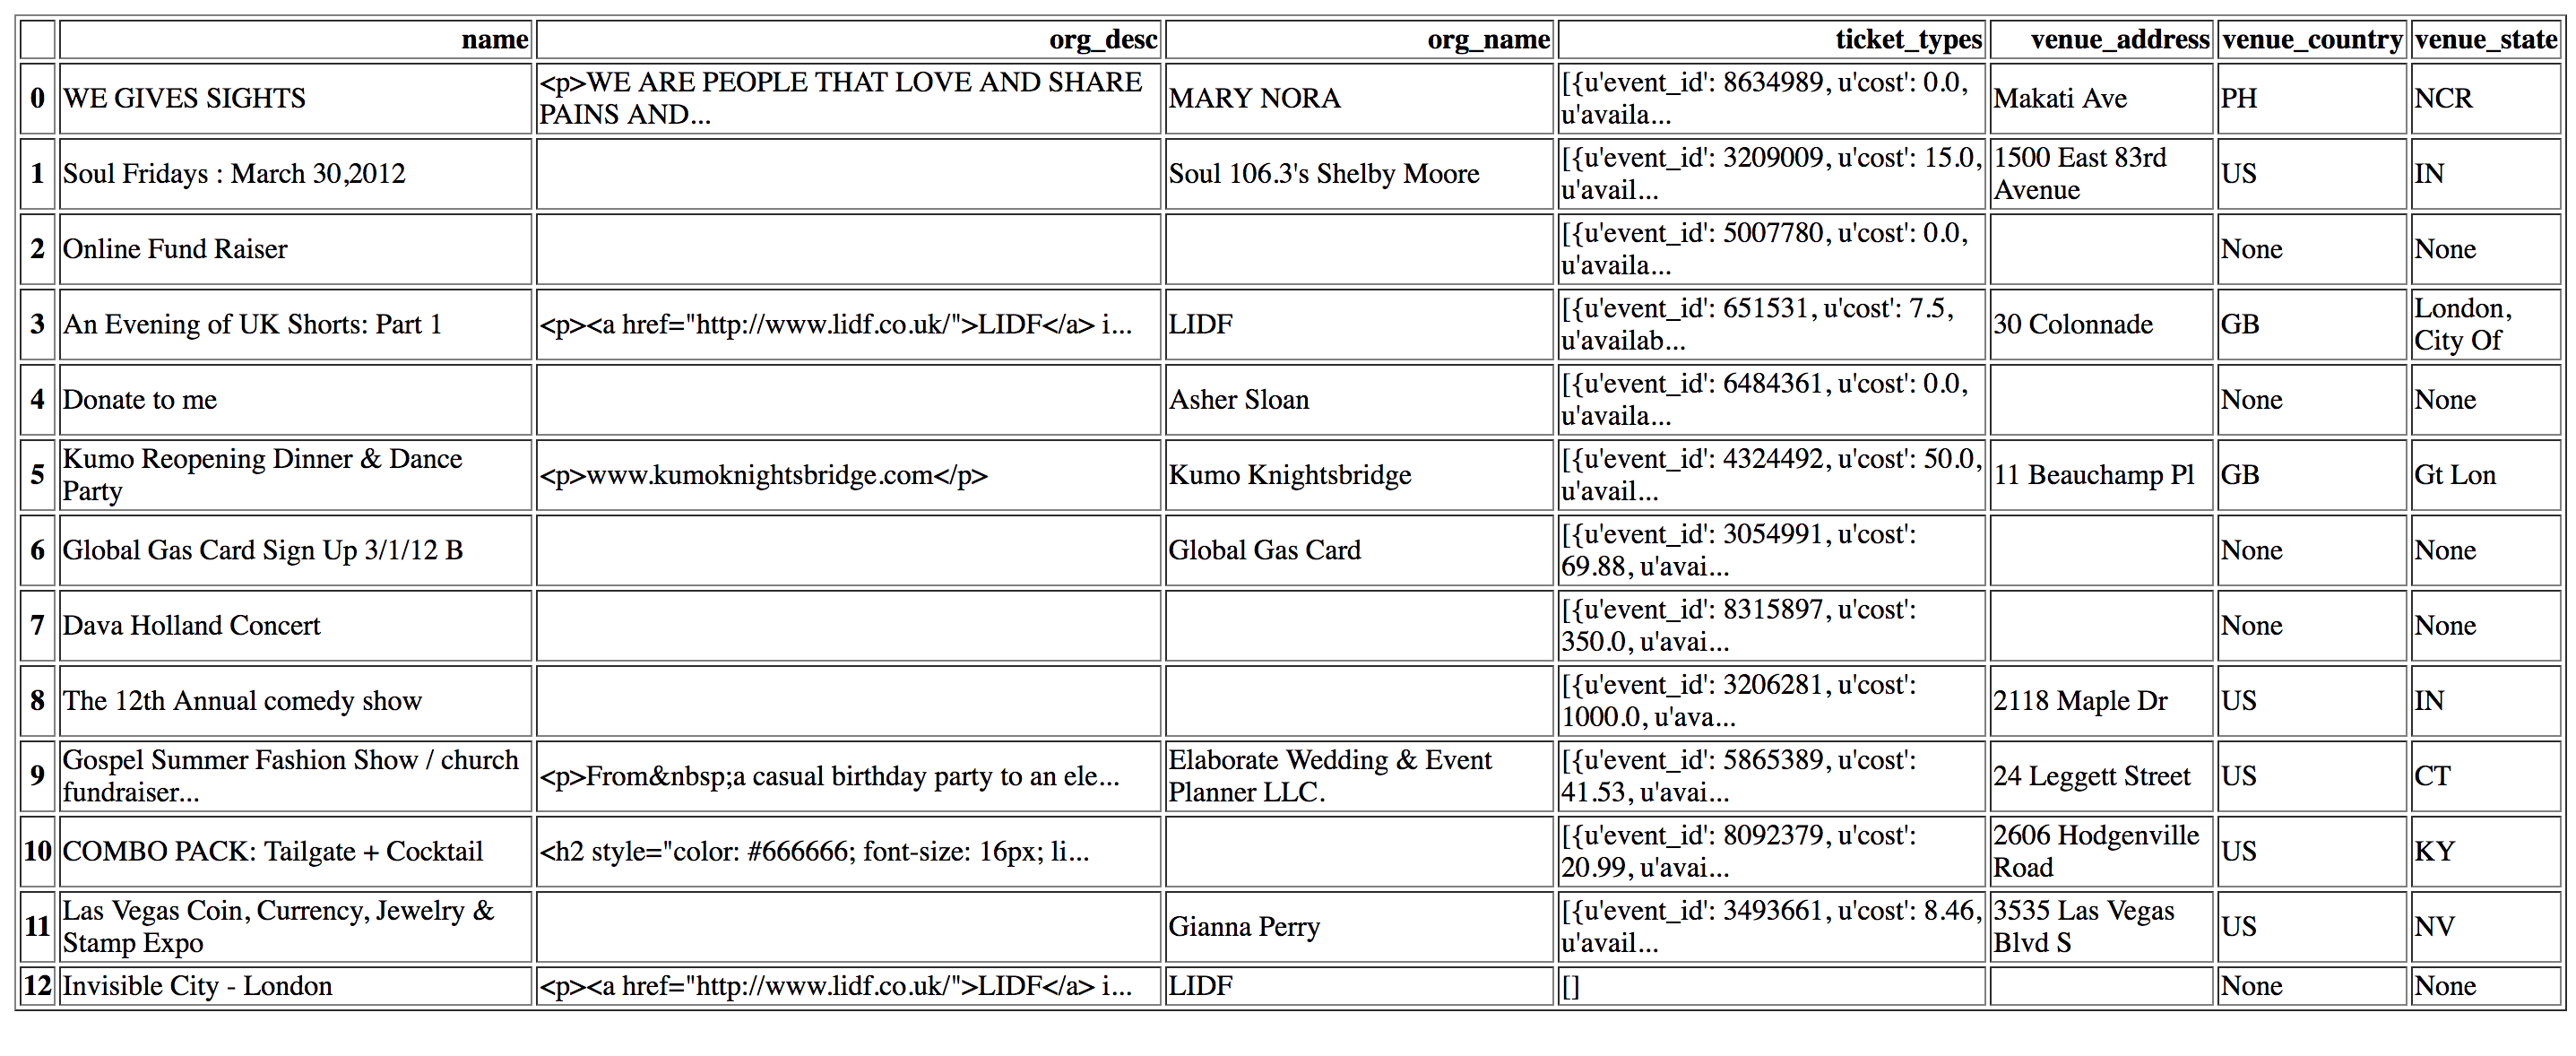 name org_desc org_name ticket_types venue_address venue_country venue_state
0 WE GIVES SIGHTS <p>WE ARE PEOPLE THAT LOVE AND SHARE PAINS AND... MARY NORA [{u'event_id': 8634989, u'cost': 0.0, u'availa... Makati Ave PH NCR
1 Soul Fridays : March 30,2012 Soul 106.3's Shelby Moore [{u'event_id': 3209009, u'cost': 15.0, u'avail... 1500 East 83rd Avenue US IN
2 Online Fund Raiser [{u'event_id': 5007780, u'cost': 0.0, u'availa... None None
3 An Evening of UK Shorts: Part 1 <p><a href="http://www.lidf.co.uk/">LIDF</a> i... LIDF [{u'event_id': 651531, u'cost': 7.5, u'availab... 30 Colonnade GB London, City Of
4 Donate to me Asher Sloan [{u'event_id': 6484361, u'cost': 0.0, u'availa... None None
5 Kumo Reopening Dinner & Dance Party <p>www.kumoknightsbridge.com</p> Kumo Knightsbridge [{u'event_id': 4324492, u'cost': 50.0, u'avail... 11 Beauchamp Pl GB Gt Lon
6 Global Gas Card Sign Up 3/1/12 B Global Gas Card [{u'event_id': 3054991, u'cost': 69.88, u'avai... None None
7 Dava Holland Concert [{u'event_id': 8315897, u'cost': 350.0, u'avai... None None
8 The 12th Annual comedy show [{u'event_id': 3206281, u'cost': 1000.0, u'ava... 2118 Maple Dr US IN
9 Gospel Summer Fashion Show / church fundraiser... <p>From&nbsp;a casual birthday party to an ele... Elaborate Wedding & Event Planner LLC. [{u'event_id': 5865389, u'cost': 41.53, u'avai... 24 Leggett Street US CT
10 COMBO PACK: Tailgate + Cocktail <h2 style="color: #666666; font-size: 16px; li... [{u'event_id': 8092379, u'cost': 20.99, u'avai... 2606 Hodgenville Road US KY
11 Las Vegas Coin, Currency, Jewelry & Stamp Expo Gianna Perry [{u'event_id': 3493661, u'cost': 8.46, u'avail... 3535 Las Vegas Blvd S US NV
12 Invisible City - London <p><a href="http://www.lidf.co.uk/">LIDF</a> i... LIDF [] None None